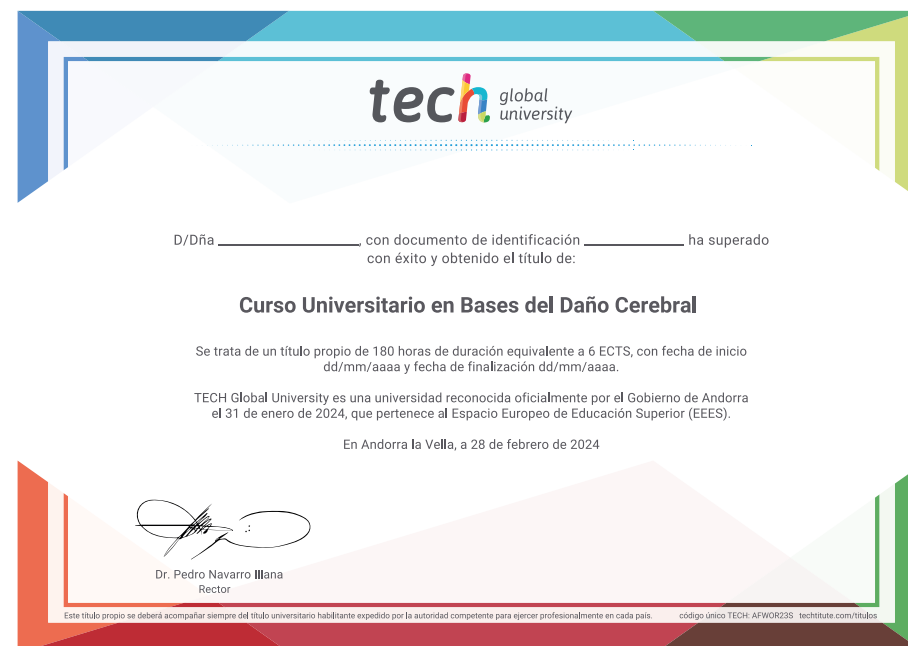 tech global university
D/Dña ____________________, con documento de identificación ______________ ha superado
con éxito y obtenido el título de:
Curso Universitario en Bases del Daño Cerebral
Se trata de un título propio de 180 horas de duración equivalente a 6 ECTS, con fecha de inicio
dd/mm/aaaa y fecha de finalización dd/mm/aaaa.
TECH Global University es una universidad reconocida oficialmente por el Gobierno de Andorra
el 31 de enero de 2024, que pertenece al Espacio Europeo de Educación Superior (EEES).
En Andorra la Vella, a 28 de febrero de 2024
Dr. Pedro Navarro Illana
Rector
Este título propio se deberá acompañar siempre del título universitario habilitante expedido por la autoridad competente para ejercer profesionalmente en cada país. código único TECH: AFWOR23S techtitute.com/titulos